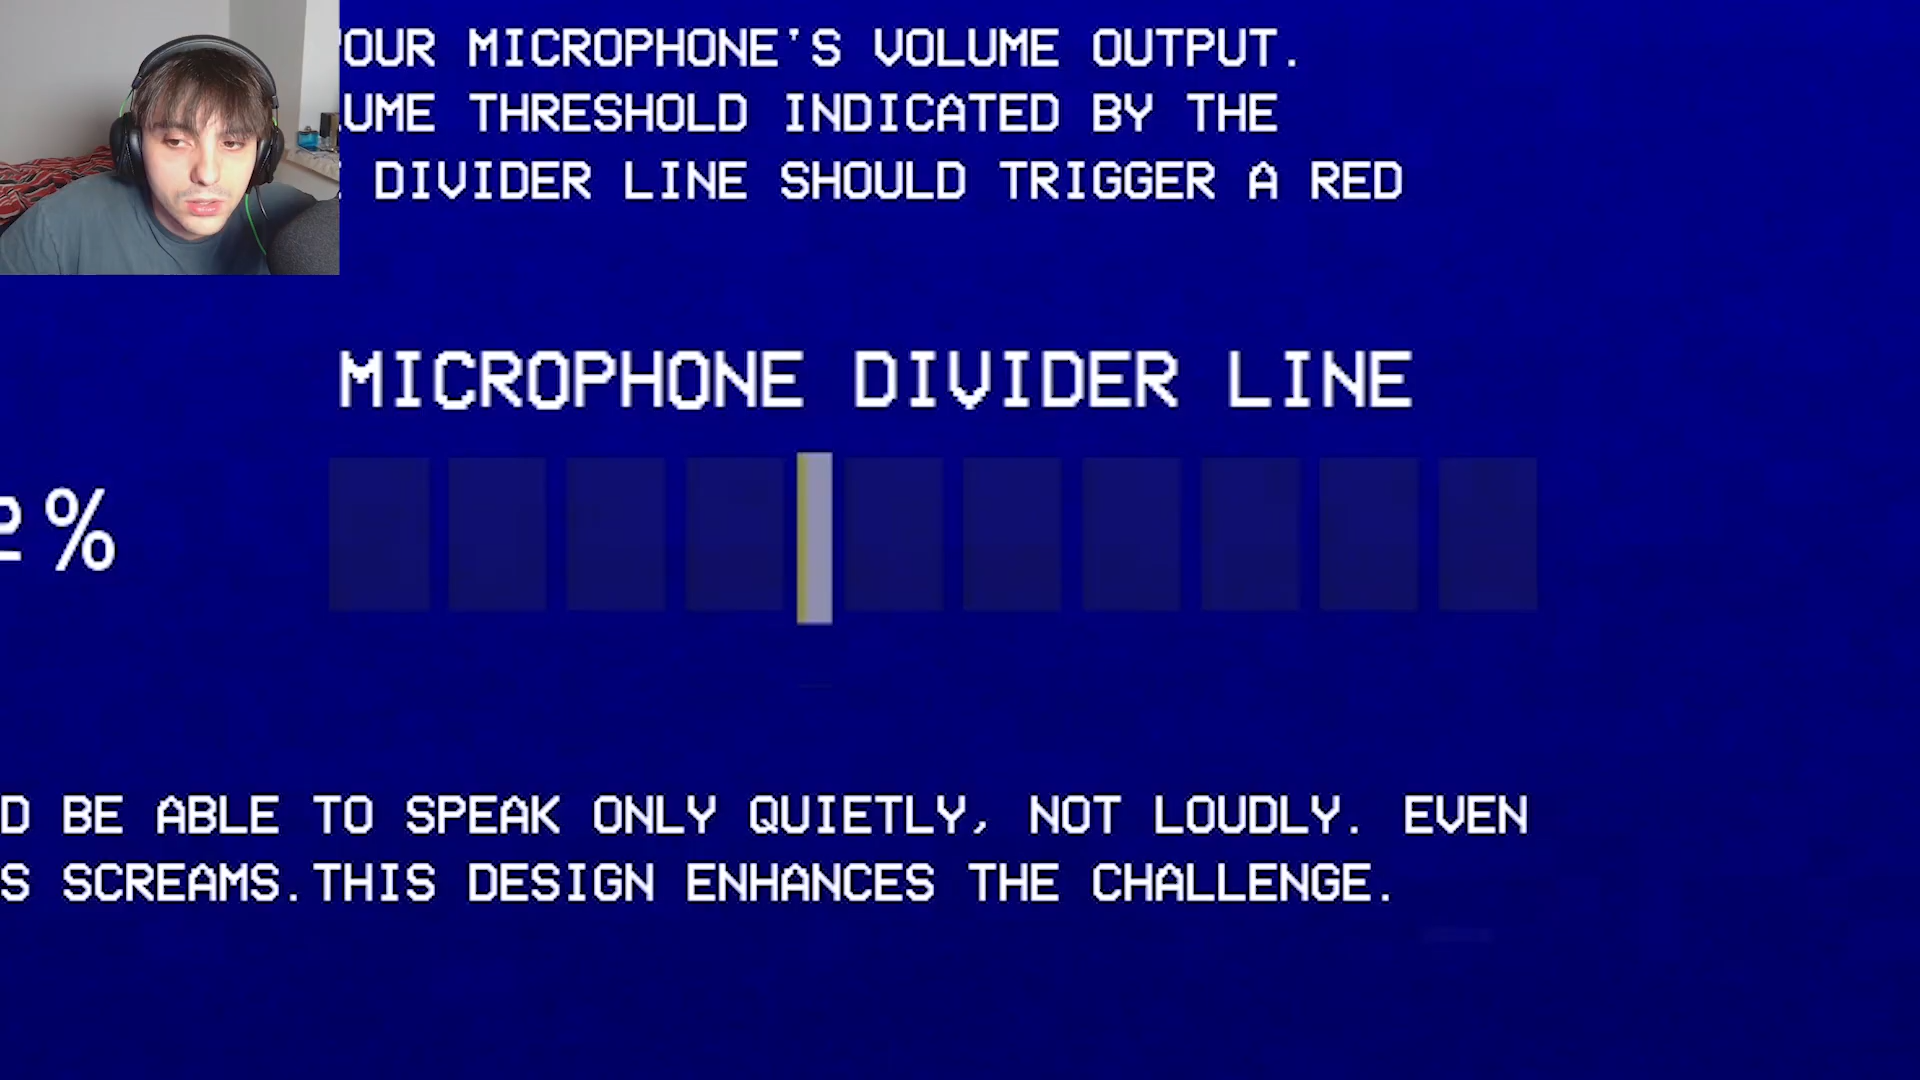 OUR MICROPHONE'S VOLUME OUTPUT.
UME THRESHOLD INDICATED BY THE
DIVIDER LINE SHOULD TRIGGER A RED
MICROPHONE DIVIDER LINE
2%
D BE ABLE TO SPEAK ONLY QUIETLY, NOT LOUDLY. EVEN
S SCREAMS.THIS DESIGN ENHANCES THE CHALLENGE.